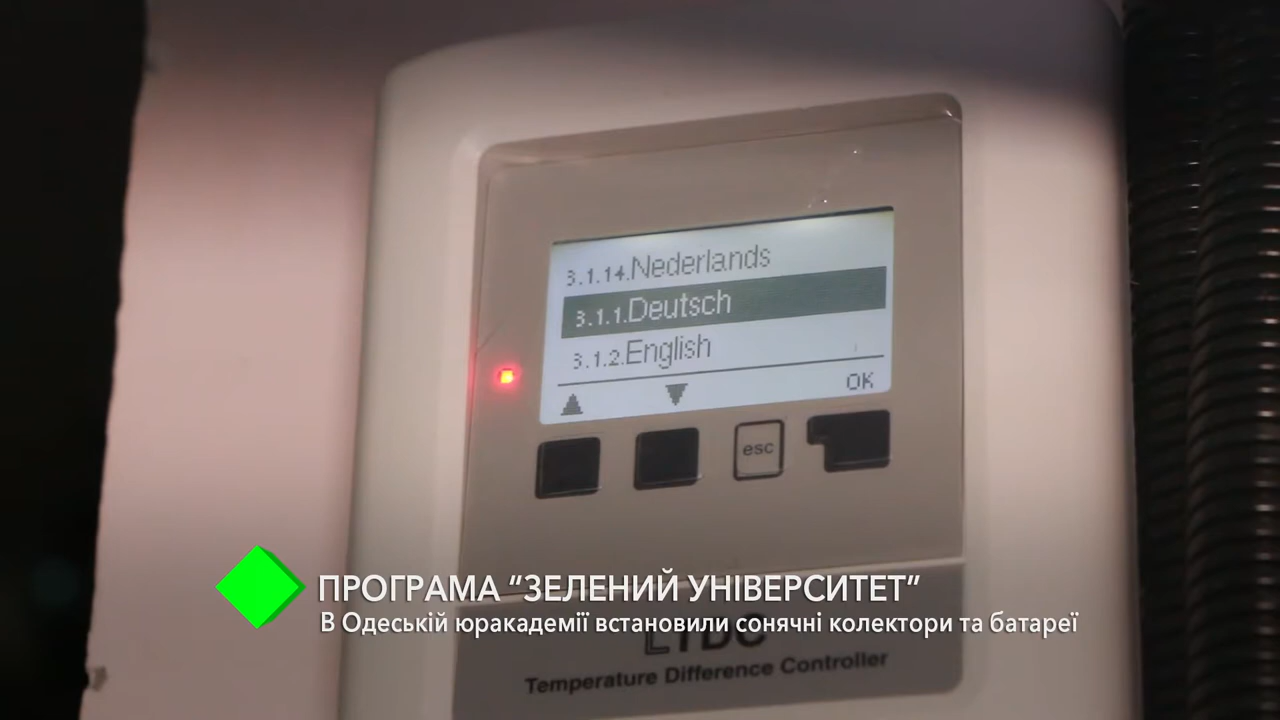 3.1.14.Nederlands
3.1.1.Deutsch
3.1.2.English
OK
esc
ПРОГРАМА “ЗЕЛЕНИЙ УНІВЕРСИТЕТ”
В Одеській юракадемії встановили сонячні колектори та батареї
LTDC
Temperature Difference Controller